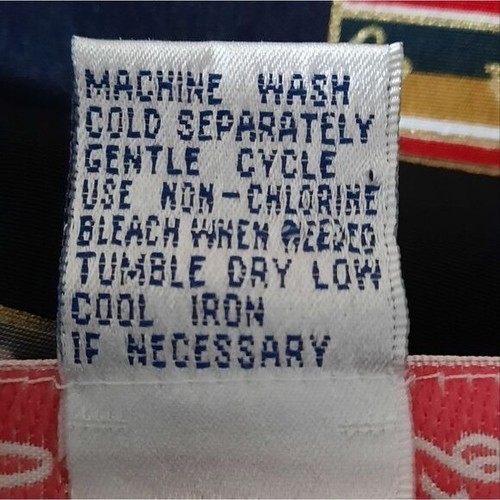 MACHINE WASH
COLD SEPARATELY
GENTLE CYCLE
USE NON-CHLORINE
BLEACH WHEN NEEDED
TUMBLE DRY LOW
COOL IRON
IF NECESSARY